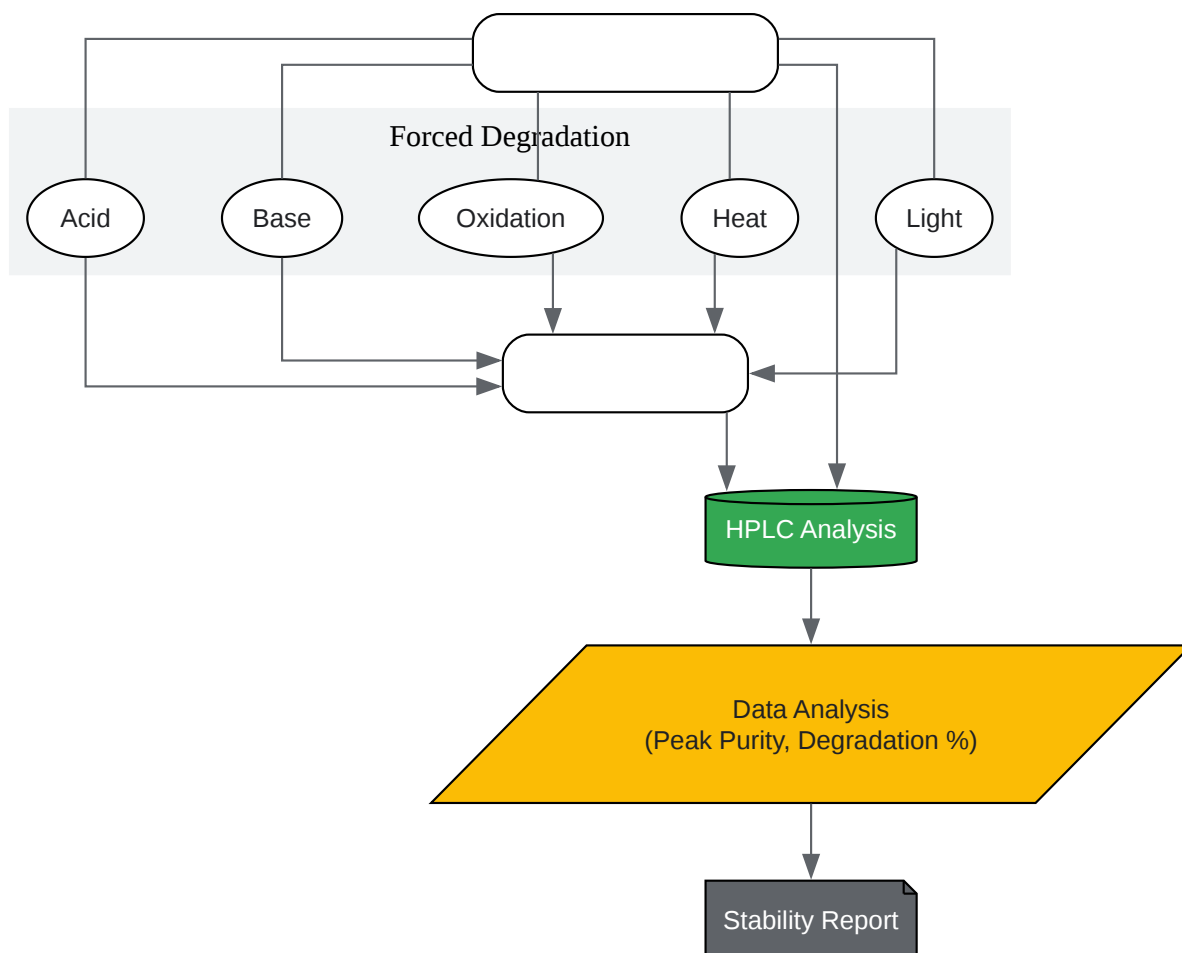 Forced Degradation
Acid
Base
Oxidation
Heat
Light
HPLC Analysis
Data Analysis
(Peak Purity, Degradation %)
Stability Report